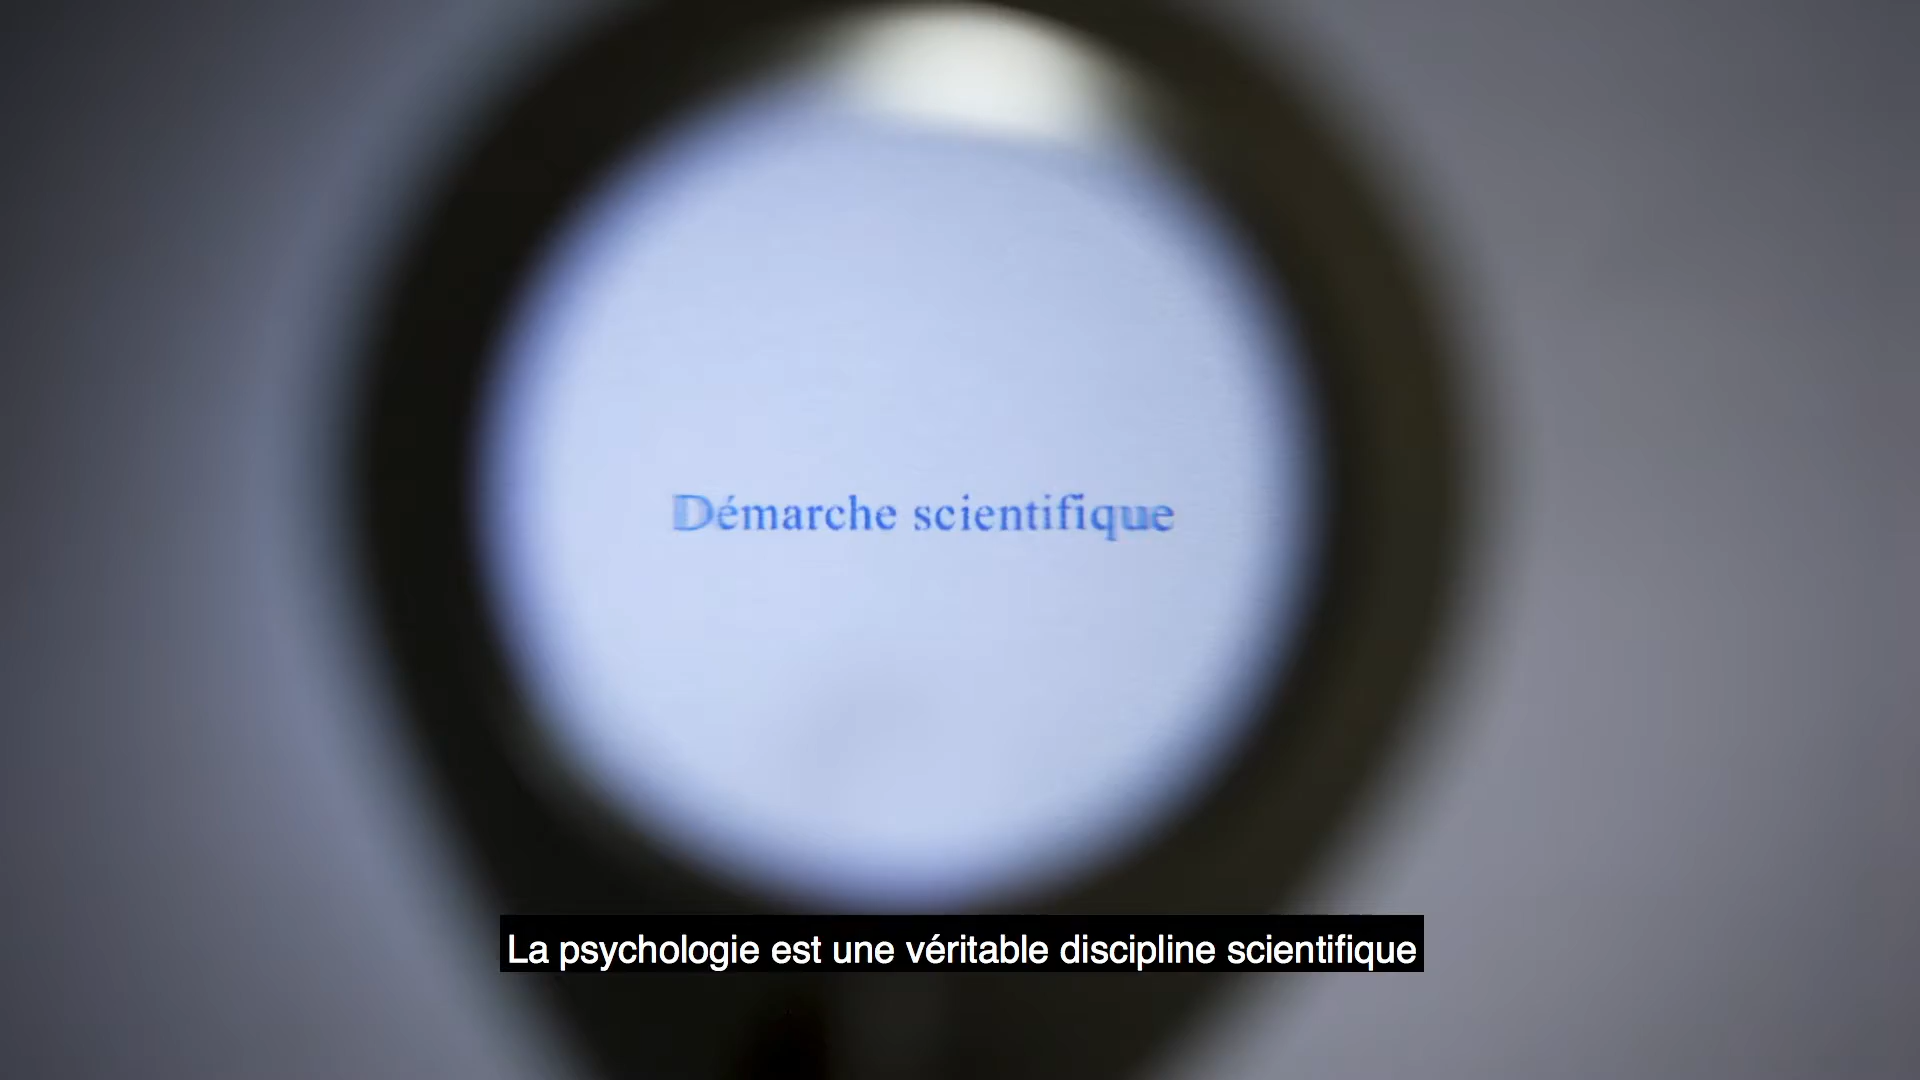 Démarche scientifique
La psychologie est une véritable discipline scientifique